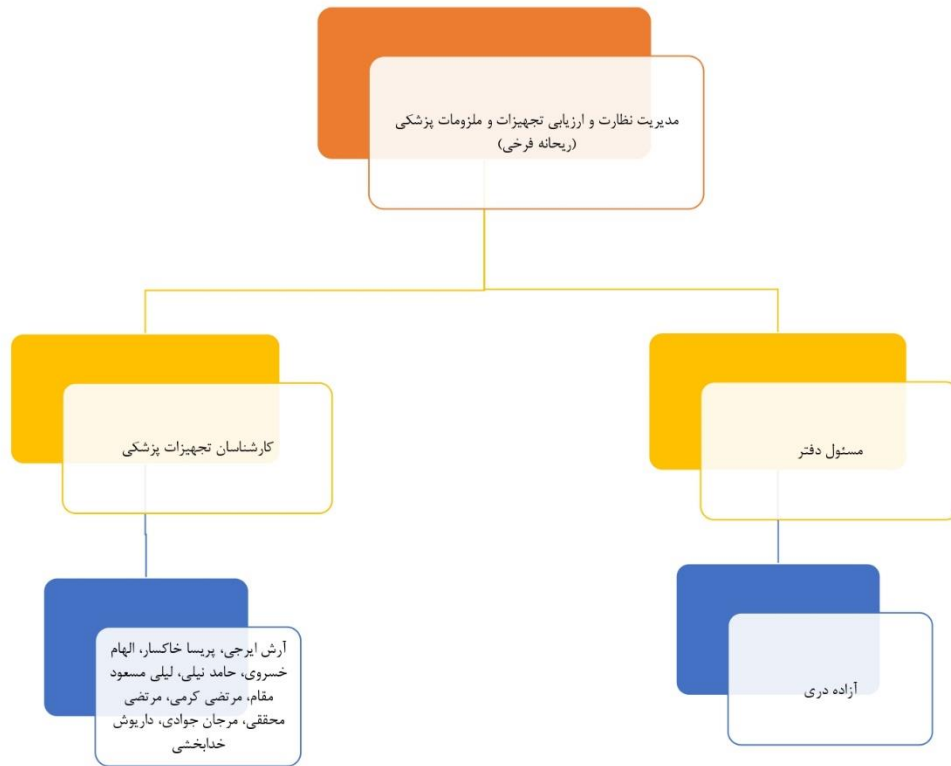 مدیریت نظارت و ارزیابی تجهیزات و ملزومات پزشکی
(ریحانه فرخی)
مسئول دفتر
کارشناسان تجهیزات پزشکی
آزاده دری
آرش ایرجی، پریسا خاکسار، الهام
خسروی، حامد نیلی، لیلی مسعود
مقام، مرتضی کرمی، مرتضی
محققی، مرجان جوادی، داریوش
خدابخشی